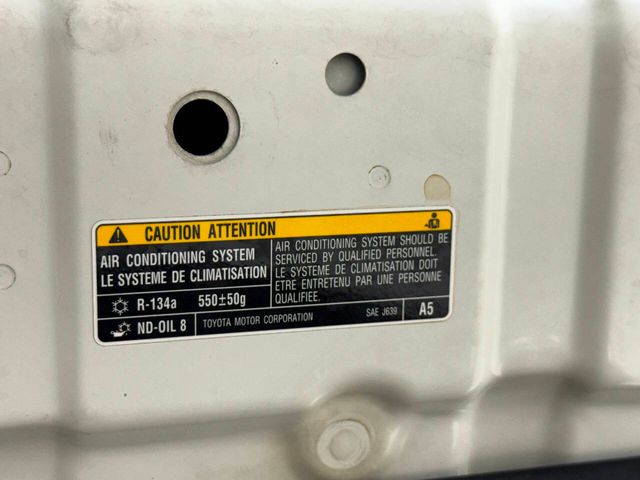 CAUTION ATTENTION
AIR CONDITIONING SYSTEM
LE SYSTEME DE CLIMATISATION
R-134a 550±50g
ND-OIL 8
AIR CONDITIONING SYSTEM SHOULD BE
SERVICED BY QUALIFIED PERSONNEL.
LE SYSTEME DE CLIMATISATION DOIT
ETRE ENTRETENU PAR UNE PERSONNE
QUALIFIEE.
TOYOTA MOTOR CORPORATION SAE J639 A5